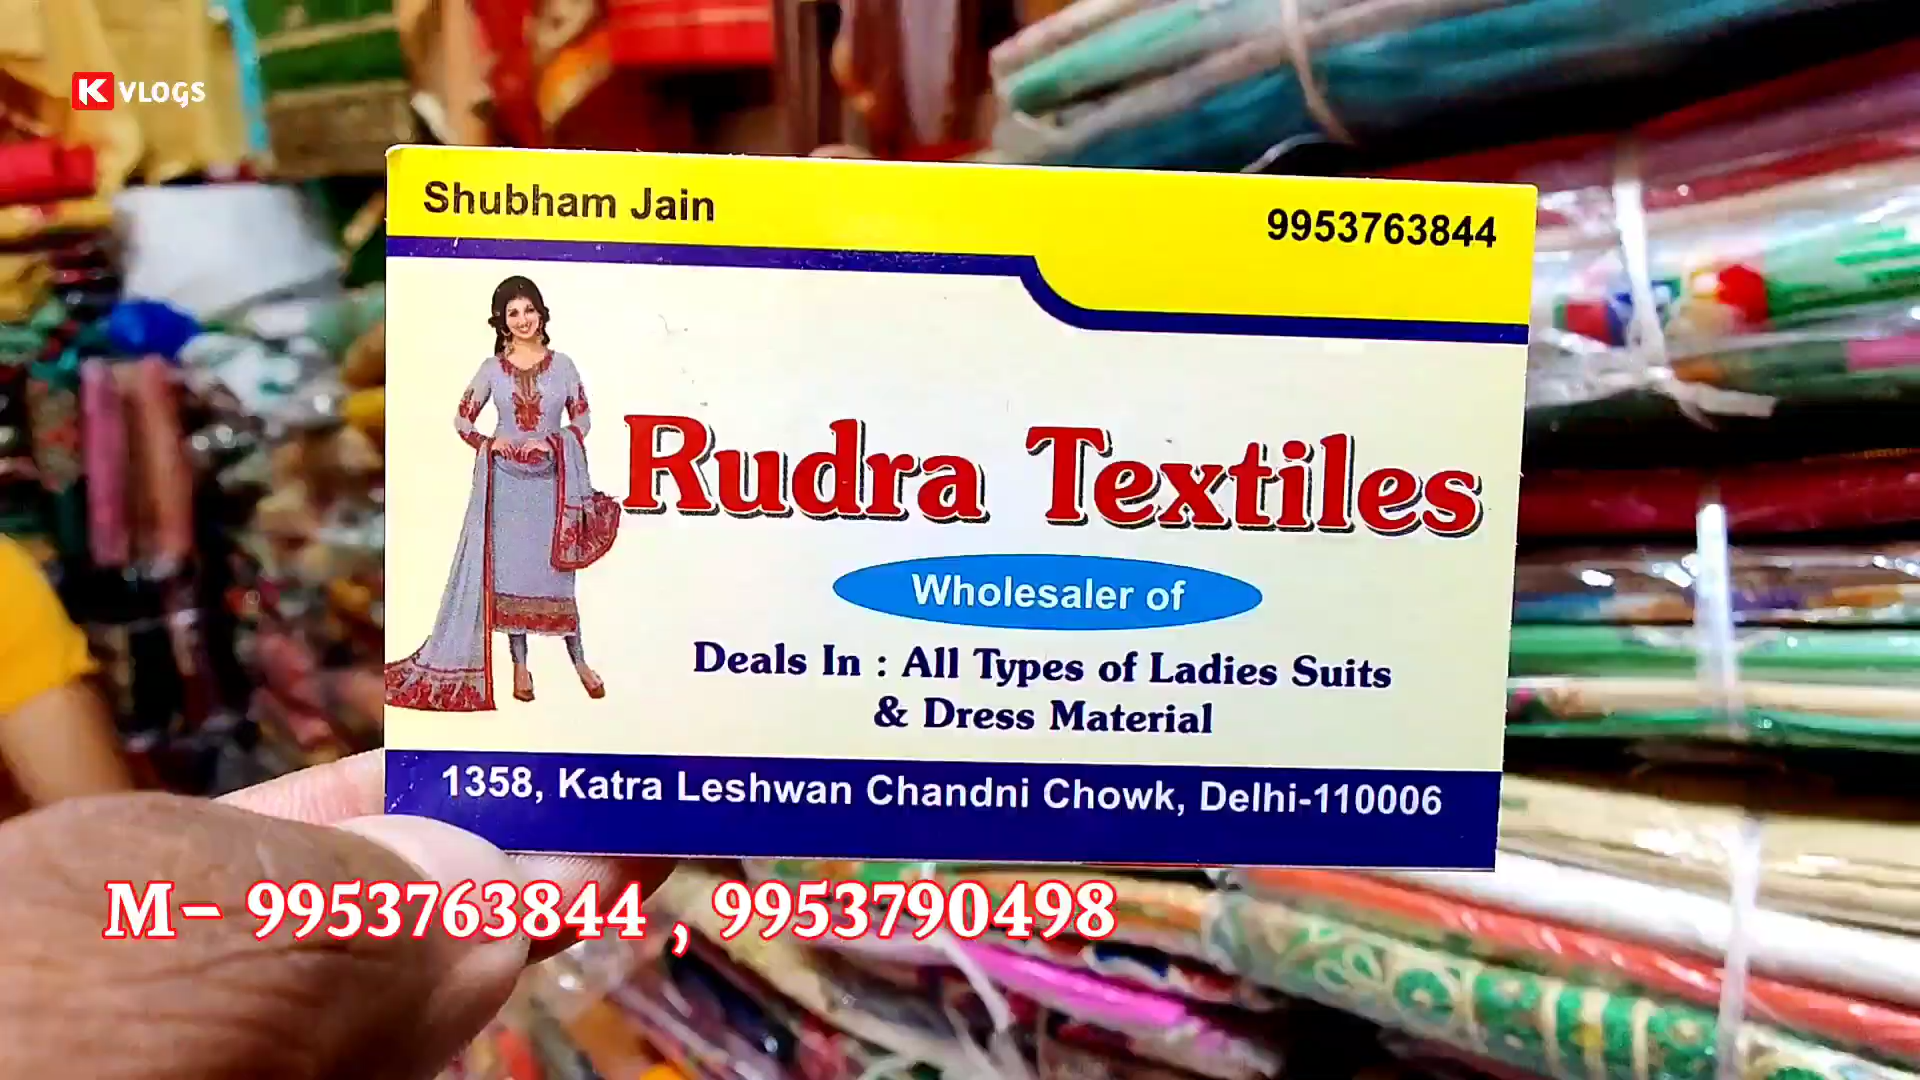 K VLOGS
Shubham Jain
9953763844
Rudra Textiles
Wholesaler of
Deals In : All Types of Ladies Suits
& Dress Material
1358, Katra Leshwan Chandni Chowk, Delhi-110006
M- 9953763844 , 9953790498